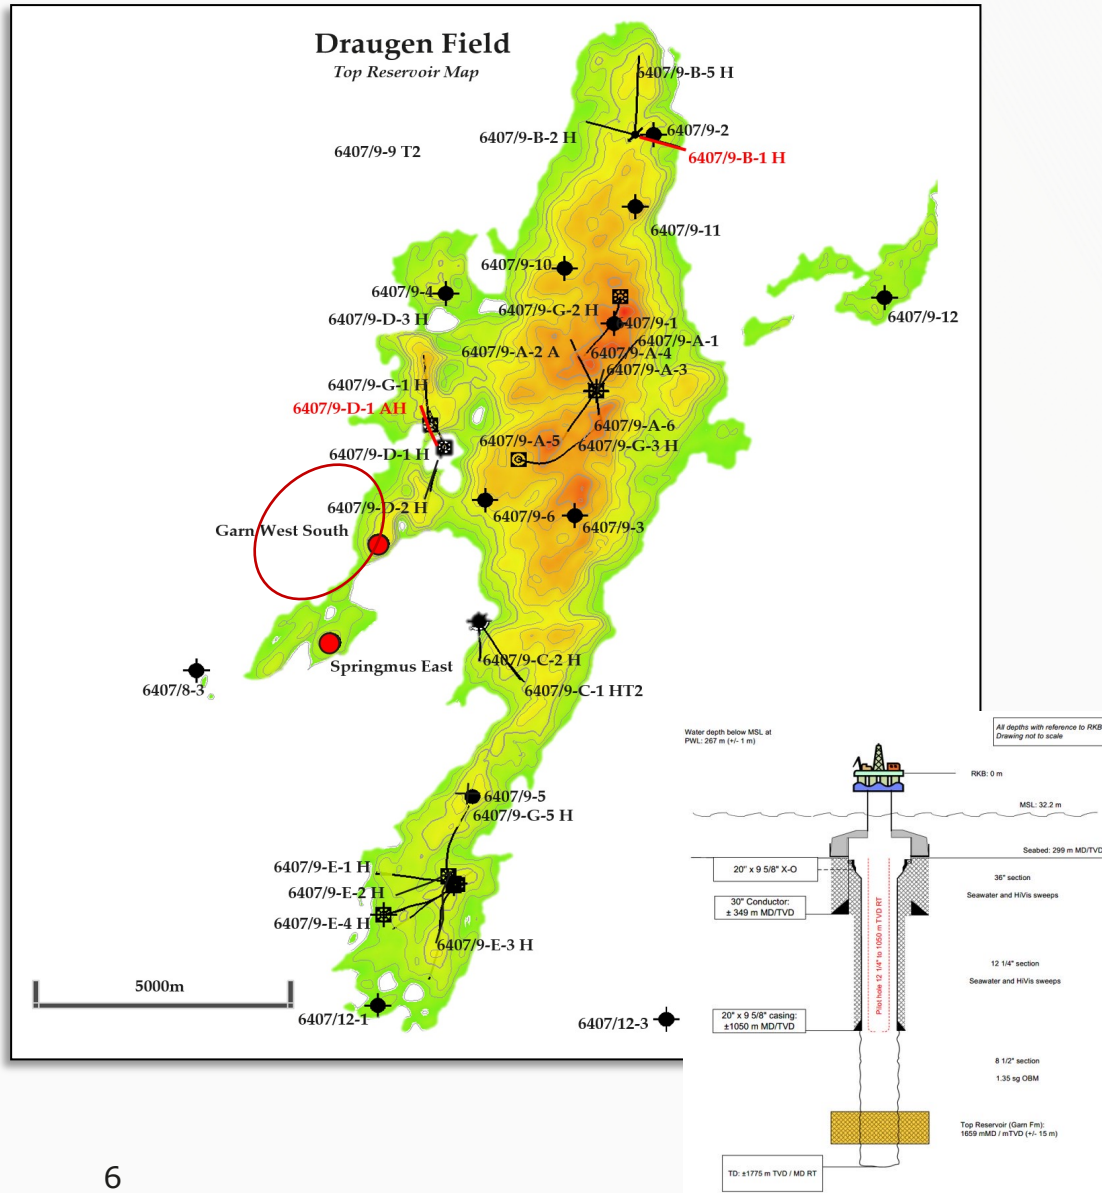 Draugen Field
Top Reservoir Map
6407/9-B-5 H
6407/9-2
6407/9-B-2 H
6407/9-9 T2
6407/9-B-1 H
6407/9-11
6407/9-10
6407/9-4
6407/9-G-2 H
6407/9-D-3 H
407/9-1
6407/9-12
6407/9-A-1
6407/9-A-2 A
6407/9-A-4
6407/9-A-3
6407/9-G-1 H
6407/9-D-1 AH
6407/9-A-6
6407/9-A-5
6407/9-G-3 H
6407/9-D-1 H
6407/9-D-2 H
6407/9-6
6407/9-3
Garn West South
6407/9-C-2 H
Springmus East
6407/8-3
6407/9-C-1 HT2
6407/9-5
6407/9-G-5 H
6407/9-E-1 H
6407/9-E-2 H
6407/9-E-4 H
6407/9-E-3 H
5000m
6407/12-1
6407/12-3
Water depth below MSL at
PWL: 267 m (+/- 1 m)
All depths with reference to RKB
Drawing not to scale
RKB: 0 m
MSL: 32.2 m
Seabed: 299 m MD/TVD
20" x 9 5/8" X-O
36" section
Seawater and HiVis sweeps
30" Conductor:
± 349 m MD/TVD
Pilot hole 12 1/4" to 1050 m TVD RT
12 1/4" section
Seawater and HiVis sweeps
20" x 9 5/8" casing:
±1050 m MD/TVD
8 1/2" section
1.35 sg OBM
Top Reservoir (Garn Fm):
1659 mMD / mTVD (+/- 15 m)
TD: ±1775 m TVD / MD RT
6